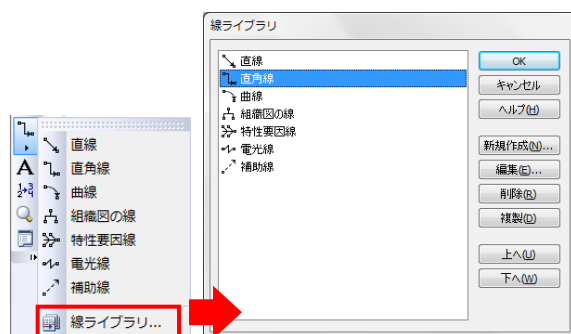 直線
直角線
曲線
組織図の線
特性要因線
電光線
補助線
線ライブラリ...
A
線ライブラリ
直線
直角線
曲線
組織図の線
特性要因線
電光線
補助線
OK
キャンセル
ヘルプ(H)
新規作成(N)...
編集(E)...
削除(R)
複製(D)
上へ(U)
下へ(W)